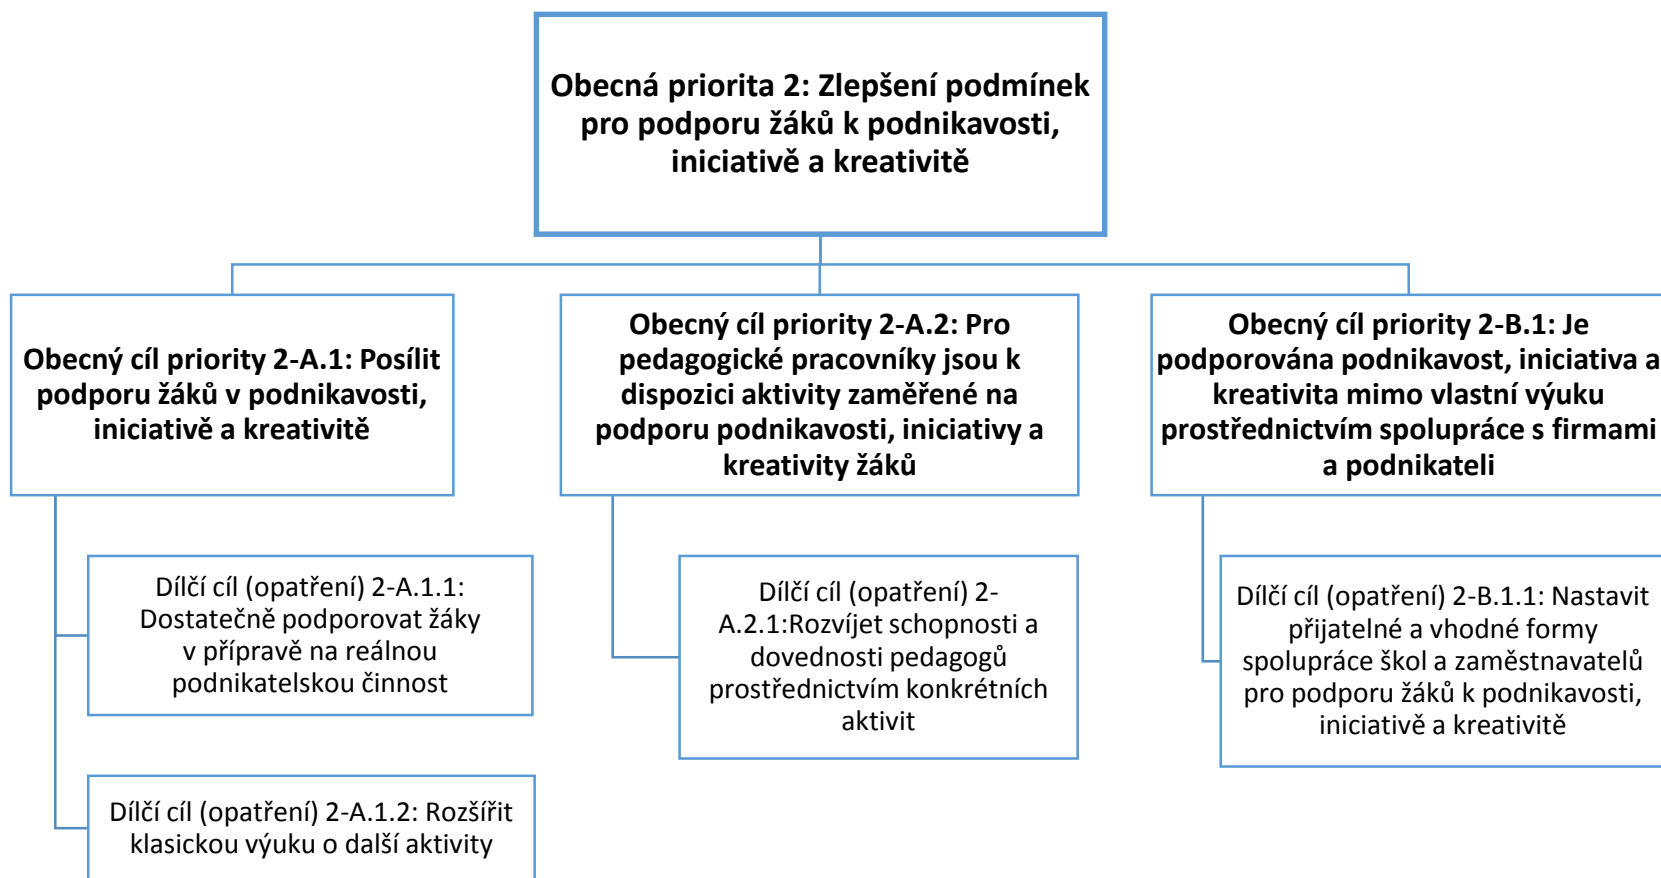 Obecná priorita 2: Zlepšení podmínek
pro podporu žáků k podnikavosti,
iniciativě a kreativitě
Obecný cíl priority 2-A.1: Posílit
podporu žáků v podnikavosti,
iniciativě a kreativitě
Dílčí cíl (opatření) 2-A.1.1:
Dostatečně podporovat žáky
v přípravě na reálnou
podnikatelskou činnost
Dílčí cíl (opatření) 2-A.1.2: Rozšířit
klasickou výuku o další aktivity
Obecný cíl priority 2-A.2: Pro
pedagogické pracovníky jsou k
dispozici aktivity zaměřené na
podporu podnikavosti, iniciativy a
kreativity žáků
Dílčí cíl (opatření) 2-
A.2.1:Rozvíjet schopnosti a
dovednosti pedagogů
prostřednictvím konkrétních
aktivit
Obecný cíl priority 2-B.1: Je
podporována podnikavost, iniciativa a
kreativita mimo vlastní výuku
prostřednictvím spolupráce s firmami
a podnikateli
Dílčí cíl (opatření) 2-B.1.1: Nastavit
přijatelné a vhodné formy
spolupráce škol a zaměstnavatelů
pro podporu žáků k podnikavosti,
iniciativě a kreativitě